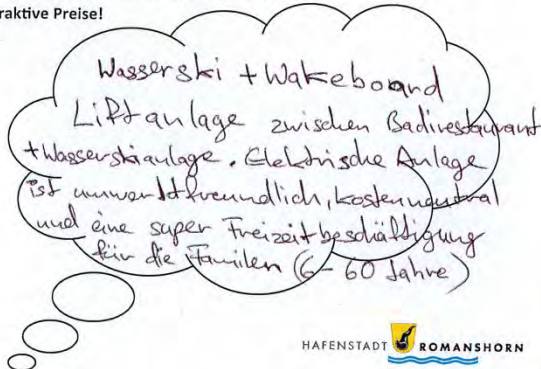 raktive Preise!
Wasserski + Wakeboard
Liftanlage zwischen Badirestaurant
+ Wasserskianlage. Elektrische Anlage
ist umweltfreundlich, kostenneutral
und eine super Freizeitbeschäftigung
für die Familen (6-60 Jahre)
HAFENSTADT ROMANSHORN